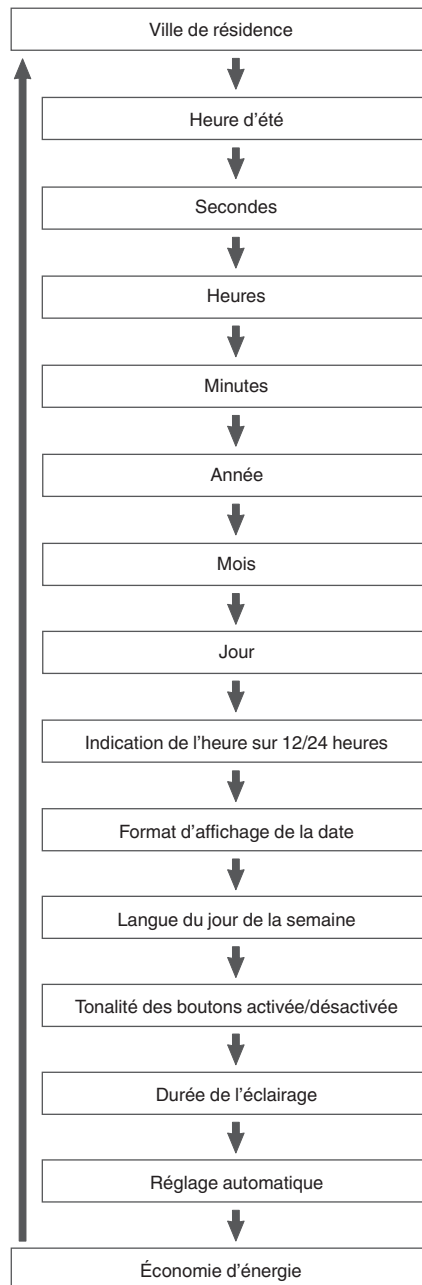 Ville de résidence
Heure d’été
Secondes
Heures
Minutes
Année
Mois
Jour
Indication de l’heure sur 12/24 heures
Format d’affichage de la date
Langue du jour de la semaine
Tonalité des boutons activée/désactivée
Durée de l’éclairage
Réglage automatique
Économie d’énergie